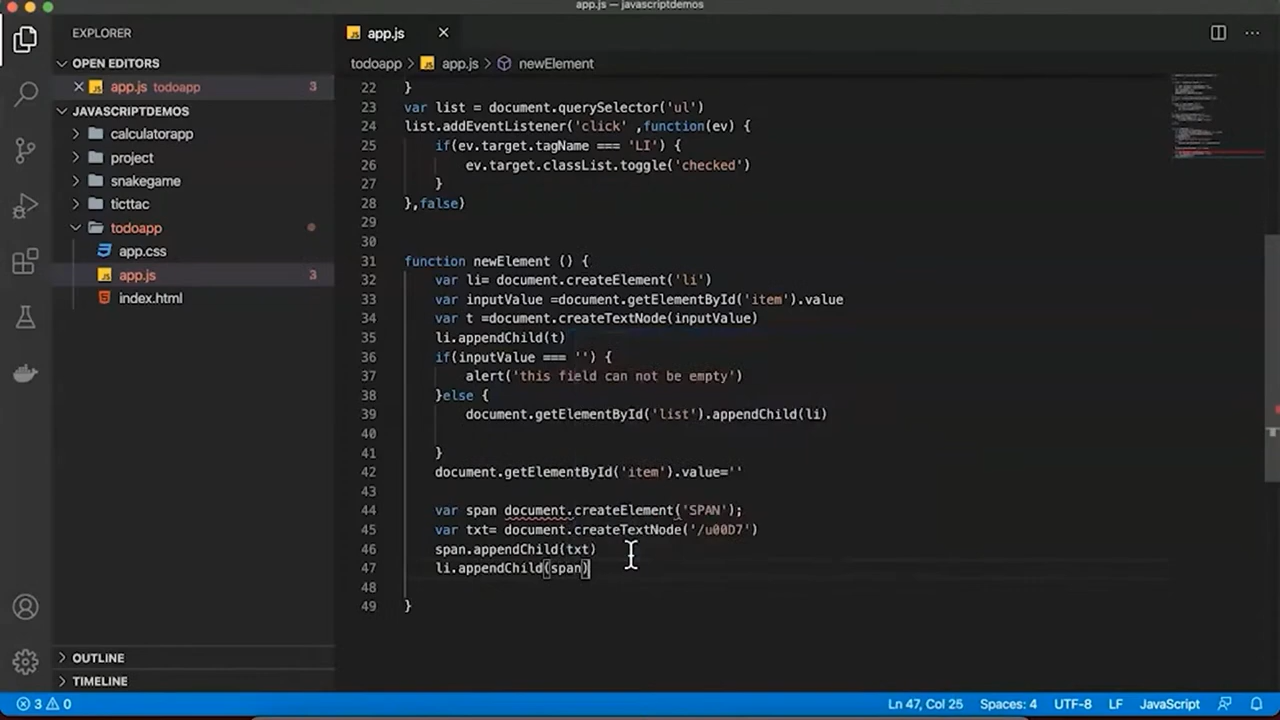 app.js — javascriptdemos
EXPLORER
OPEN EDITORS
app.js todoapp 3
JAVASCRIPTDEMOS
calculatorapp
project
snakegame
ticttac
todoapp
app.css
app.js 3
index.html
OUTLINE
TIMELINE
app.js
todoapp > app.js > newElement
22 }
23 var list = document.querySelector('ul')
24 list.addEventListener('click' ,function(ev) {
25 if(ev.target.tagName === 'LI') {
26 ev.target.classList.toggle('checked')
27 }
28 },false)
29
30
31 function newElement () {
32 var li= document.createElement('li')
33 var inputValue =document.getElementById('item').value
34 var t =document.createTextNode(inputValue)
35 li.appendChild(t)
36 if(inputValue === '') {
37 alert('this field can not be empty')
38 }else {
39 document.getElementById('list').appendChild(li)
40
41 }
42 document.getElementById('item').value=''
43
44 var span document.createElement('SPAN');
45 var txt= document.createTextNode('/u00D7')
46 span.appendChild(txt)
47 li.appendChild(span)
48
49 }
3 0 Ln 47, Col 25 Spaces: 4 UTF-8 LF JavaScript